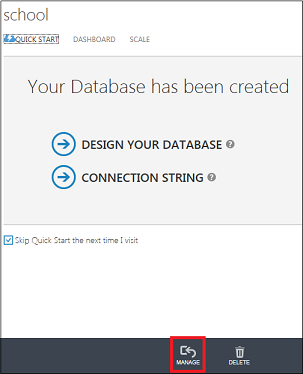 school
QUICK START DASHBOARD SCALE
Your Database has been created
DESIGN YOUR DATABASE ?
CONNECTION STRING ?
Skip Quick Start the next time I visit
MANAGE DELETE